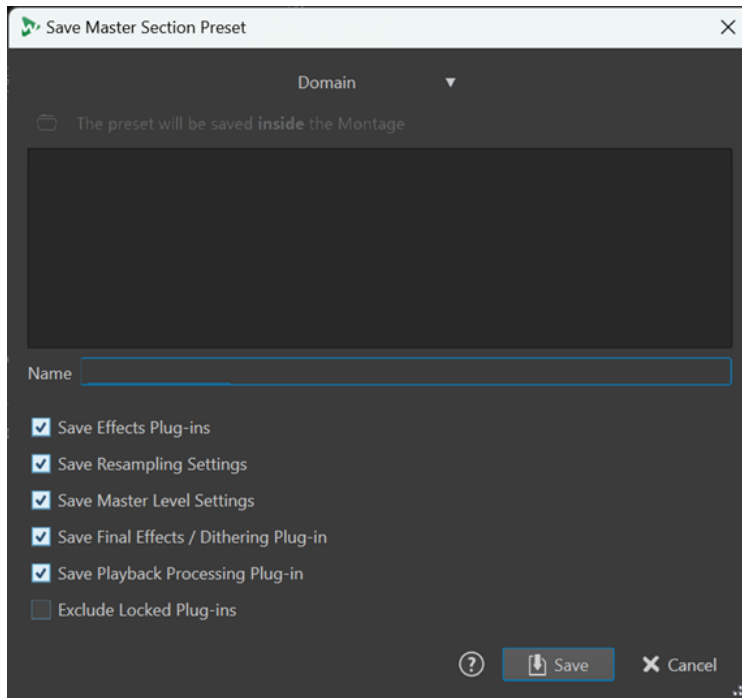 Save Master Section Preset
Domain
The preset will be saved inside the Montage
Name
Save Effects Plug-ins
Save Resampling Settings
Save Master Level Settings
Save Final Effects / Dithering Plug-in
Save Playback Processing Plug-in
Exclude Locked Plug-ins
? Save Cancel